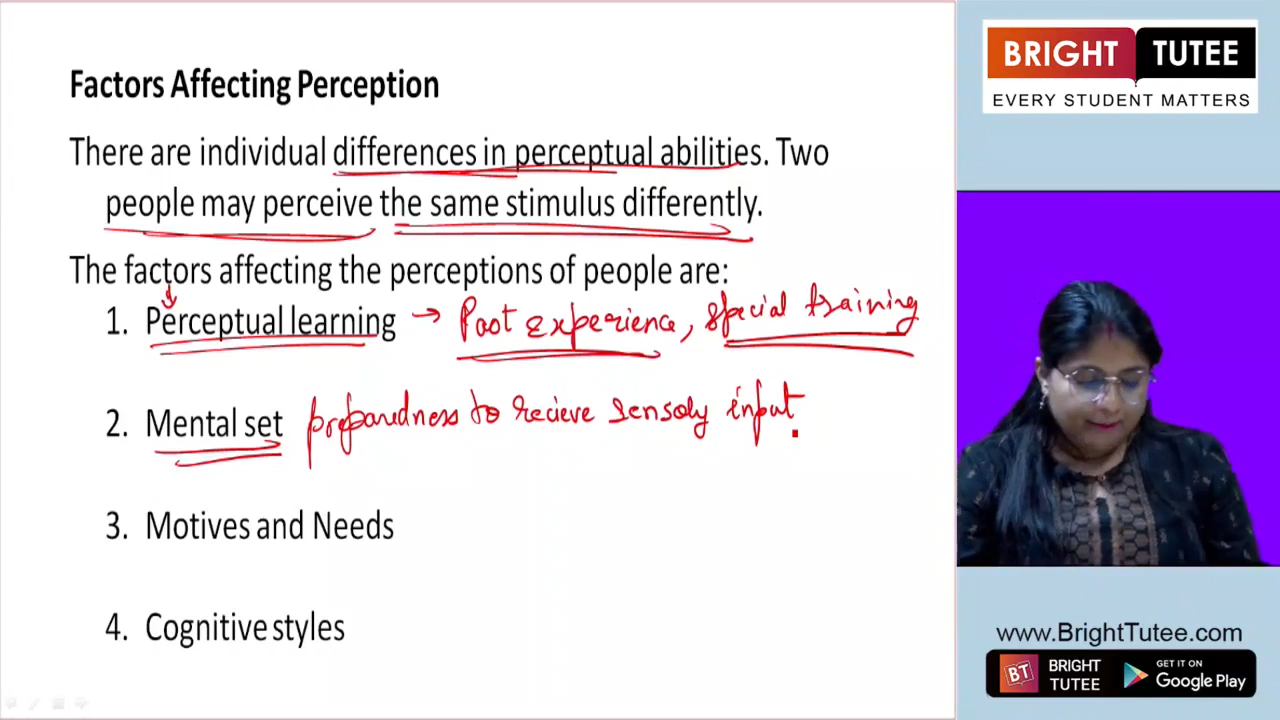 Factors Affecting Perception
There are individual differences in perceptual abilities. Two
people may perceive the same stimulus differently.
The factors affecting the perceptions of people are:
1. Perceptual learning → Past experience, special training
2. Mental set preparedness to recieve sensoly input
3. Motives and Needs
4. Cognitive styles
BRIGHT TUTEE
EVERY STUDENT MATTERS
www.BrightTutee.com
BT BRIGHT TUTEE
GET IT ON
Google Play